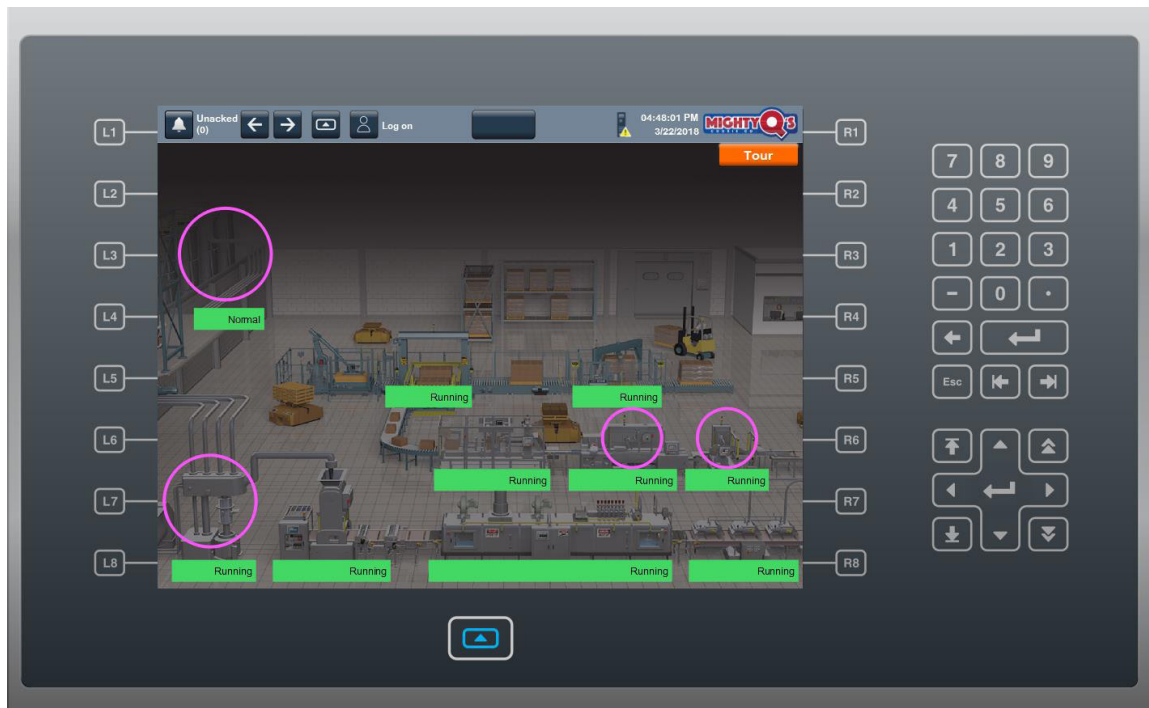 Unacked
(0)
Log on
04:48:01 PM
3/22/2018
MIGHTY Q'S
COOKIE CO.
Tour
L1
L2
L3
L4
L5
L6
L7
L8
R1
R2
R3
R4
R5
R6
R7
R8
Normal
Running
Running
Running
Running
Running
Running
Running
Running
Running
7 8 9
4 5 6
1 2 3
- 0 .
Esc